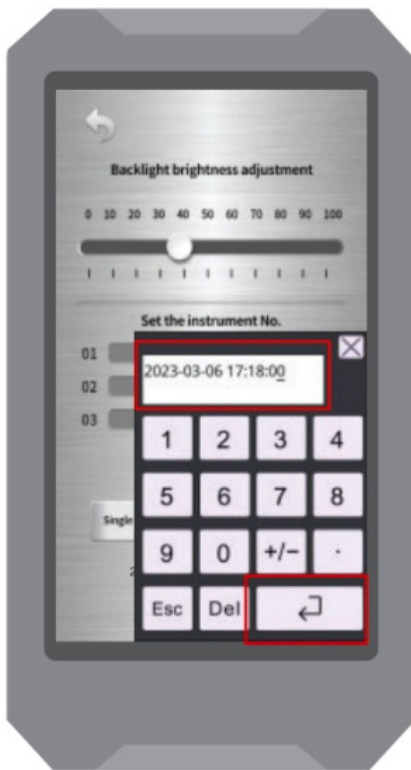 Backlight brightness adjustment
0 10 20 30 40 50 60 70 80 90 100
Set the instrument No.
01
02
03
2023-03-06 17:18:00
1 2 3 4
5 6 7 8
Single
9 0 +/- ·
2
Esc Del